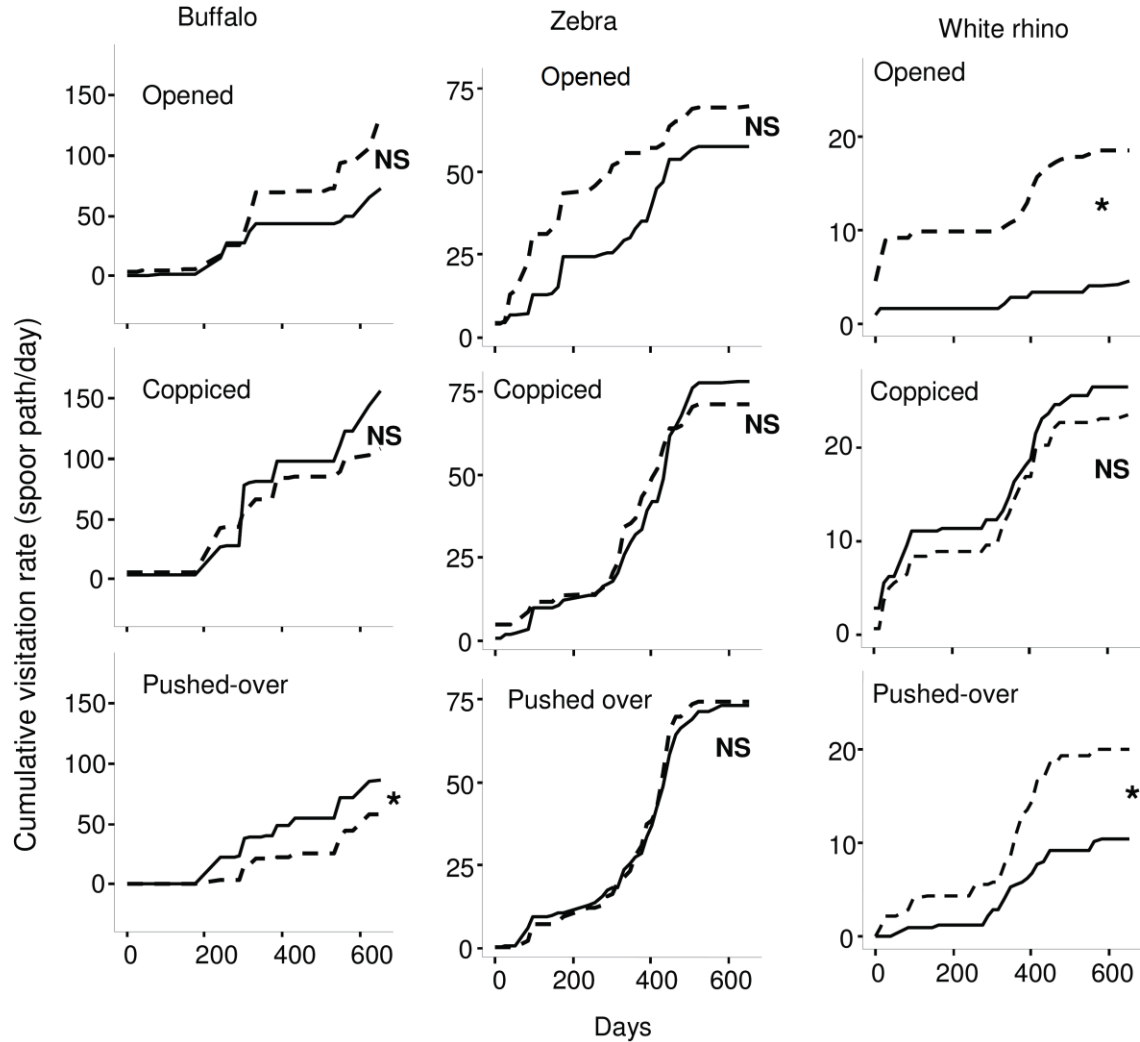 Buffalo
Zebra
White rhino
Opened
150
100
50
0
NS
Opened
75
50
25
0
NS
Opened
20
10
0
*
Coppiced
150
100
50
0
NS
Coppiced
75
50
25
0
NS
Coppiced
20
10
0
NS
Pushed-over
150
100
50
0
*
0 200 400 600
Pushed over
75
50
25
0
NS
0 200 400 600
Pushed-over
20
10
0
*
0 200 400 600
Cumulative visitation rate (spoor path/day)
Days